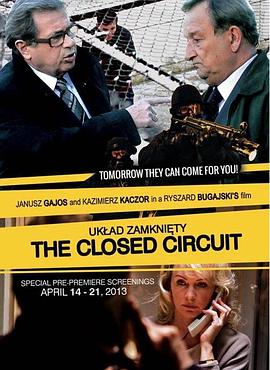 TOMORROW THEY CAN COME FOR YOU!
JANUSZ GAJOS AND KAZIMIERZ KACZOR in a RYSZARD BUGAJSKI'S film
UKŁAD ZAMKNIĘTY
THE CLOSED CIRCUIT
SPECIAL PRE-PREMIERE SCREENINGS
APRIL 14 - 21, 2013